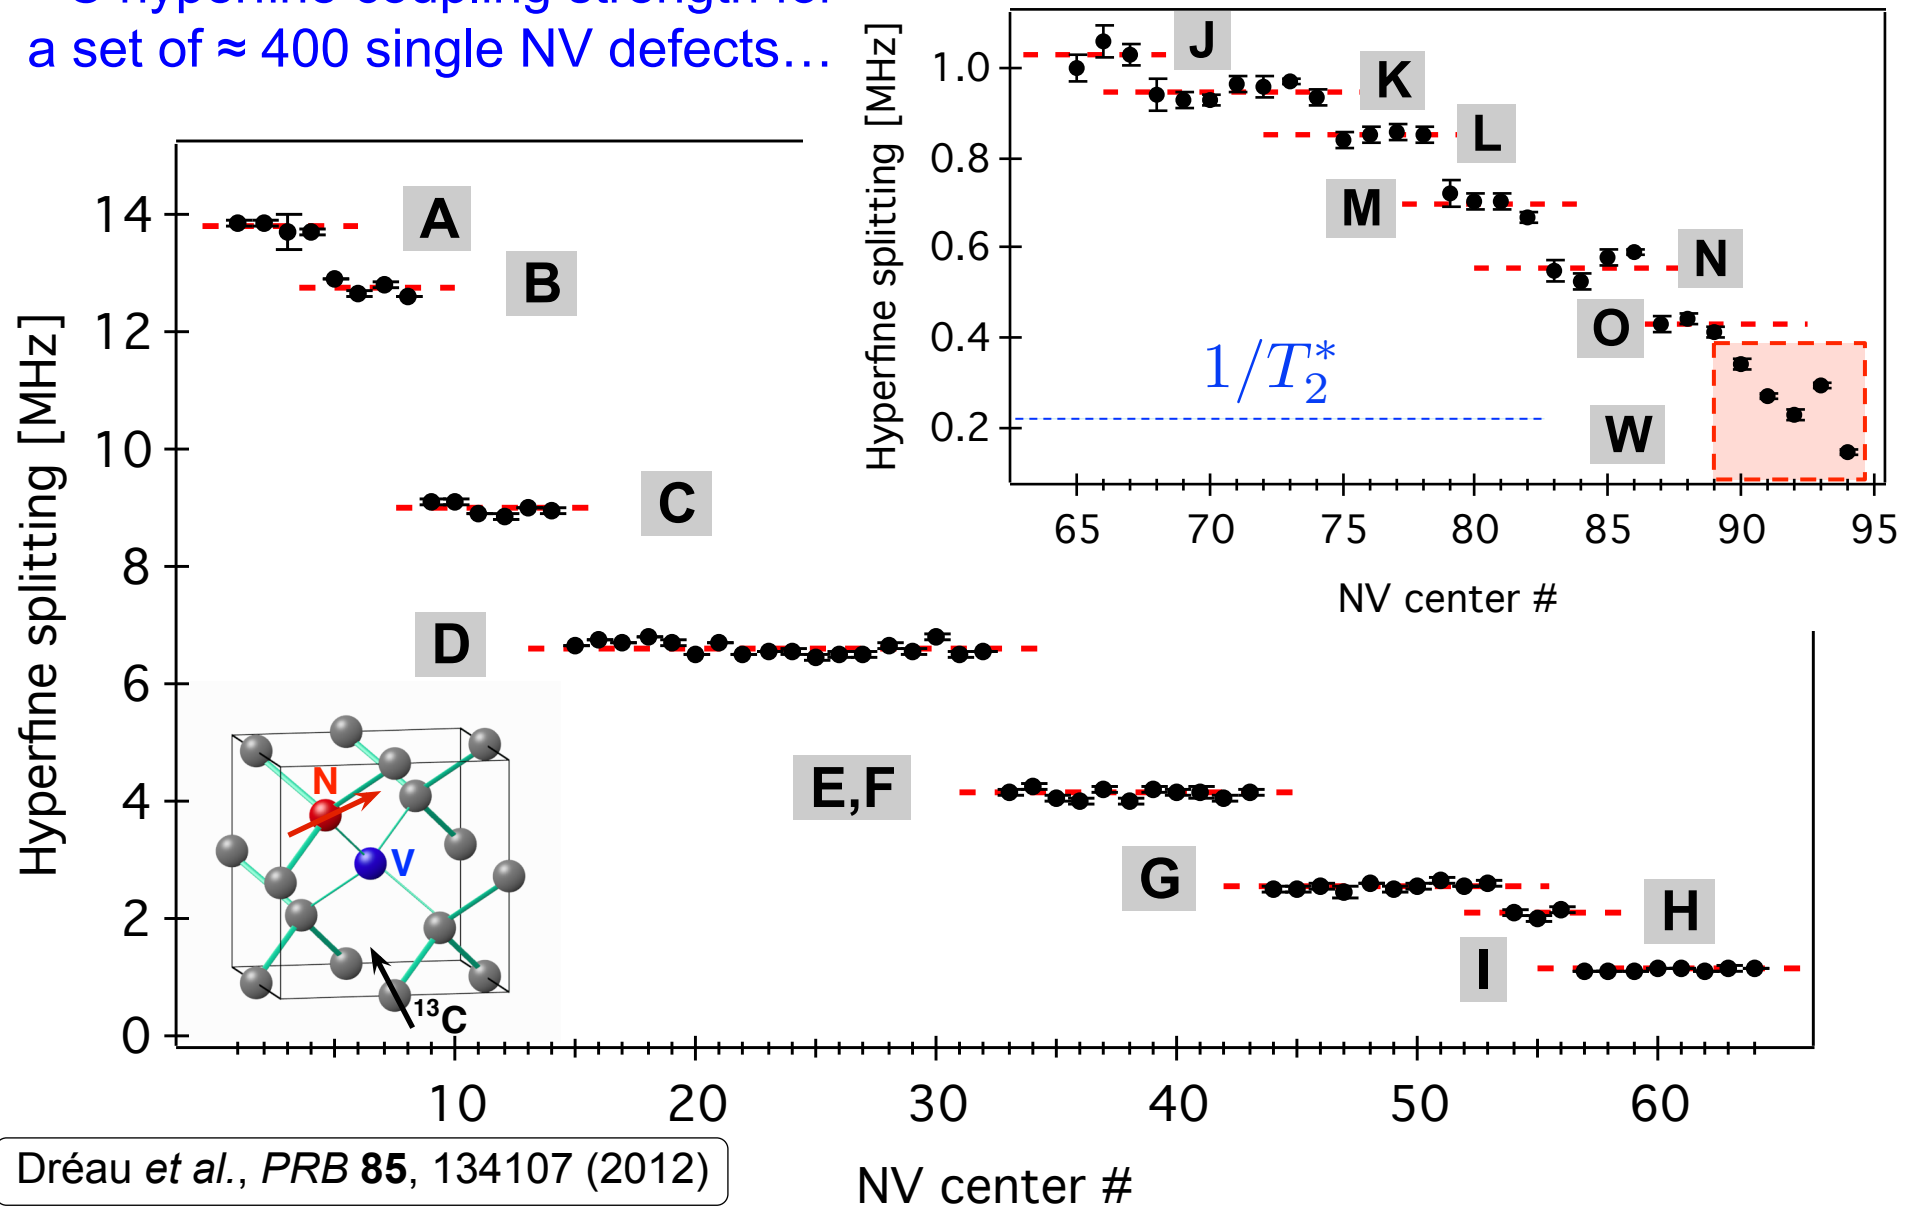 a set of ≈ 400 single NV defects…
Hyperfine splitting [MHz]
14
12
10
8
6
4
2
0
A
B
C
D
E,F
G
H
I
N
V
¹³C
10
20
30
40
50
60
NV center #
Hyperfine splitting [MHz]
1.0
0.8
0.6
0.4
0.2
J
K
L
M
N
O
W
1/T₂*
65
70
75
80
85
90
95
NV center #
Dréau et al., PRB 85, 134107 (2012)